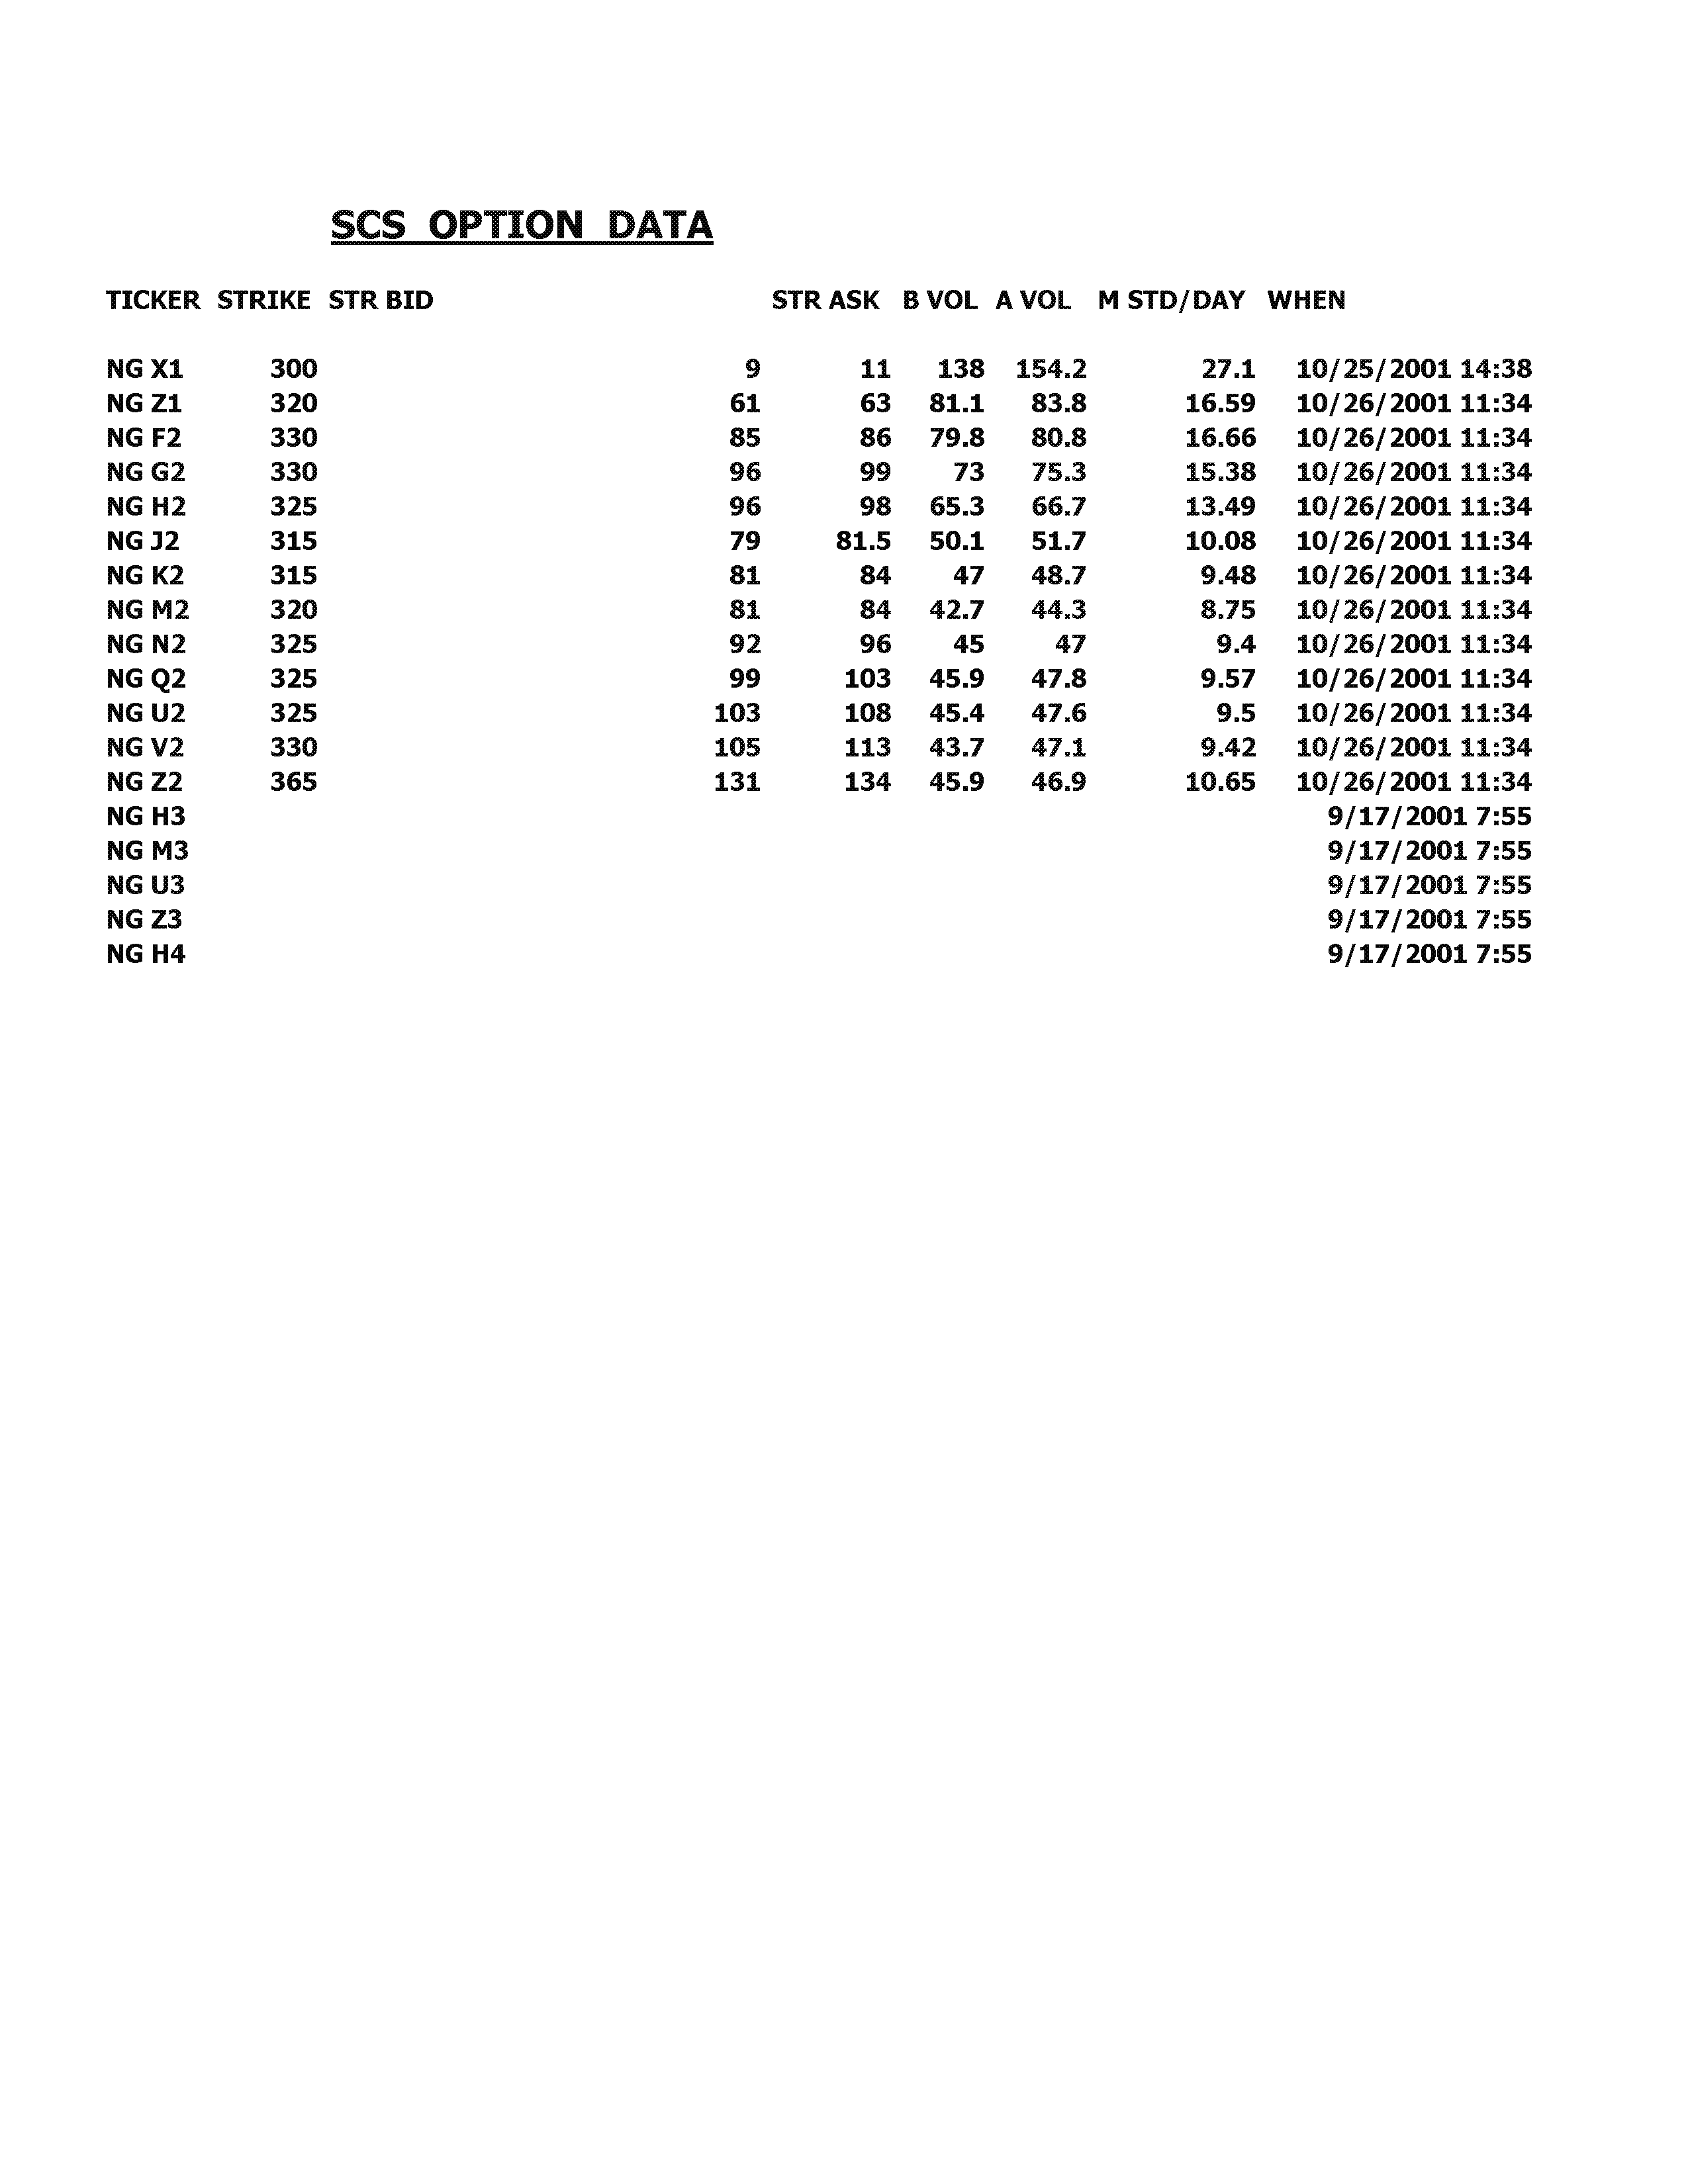 SCS OPTION DATA
TICKER STRIKE STR BID STR ASK B VOL A VOL M STD/DAY WHEN
NG X1 300 9 11 138 154.2 27.1 10/25/2001 14:38
NG Z1 320 61 63 81.1 83.8 16.59 10/26/2001 11:34
NG F2 330 85 86 79.8 80.8 16.66 10/26/2001 11:34
NG G2 330 96 99 73 75.3 15.38 10/26/2001 11:34
NG H2 325 96 98 65.3 66.7 13.49 10/26/2001 11:34
NG J2 315 79 81.5 50.1 51.7 10.08 10/26/2001 11:34
NG K2 315 81 84 47 48.7 9.48 10/26/2001 11:34
NG M2 320 81 84 42.7 44.3 8.75 10/26/2001 11:34
NG N2 325 92 96 45 47 9.4 10/26/2001 11:34
NG Q2 325 99 103 45.9 47.8 9.57 10/26/2001 11:34
NG U2 325 103 108 45.4 47.6 9.5 10/26/2001 11:34
NG V2 330 105 113 43.7 47.1 9.42 10/26/2001 11:34
NG Z2 365 131 134 45.9 46.9 10.65 10/26/2001 11:34
NG H3 9/17/2001 7:55
NG M3 9/17/2001 7:55
NG U3 9/17/2001 7:55
NG Z3 9/17/2001 7:55
NG H4 9/17/2001 7:55